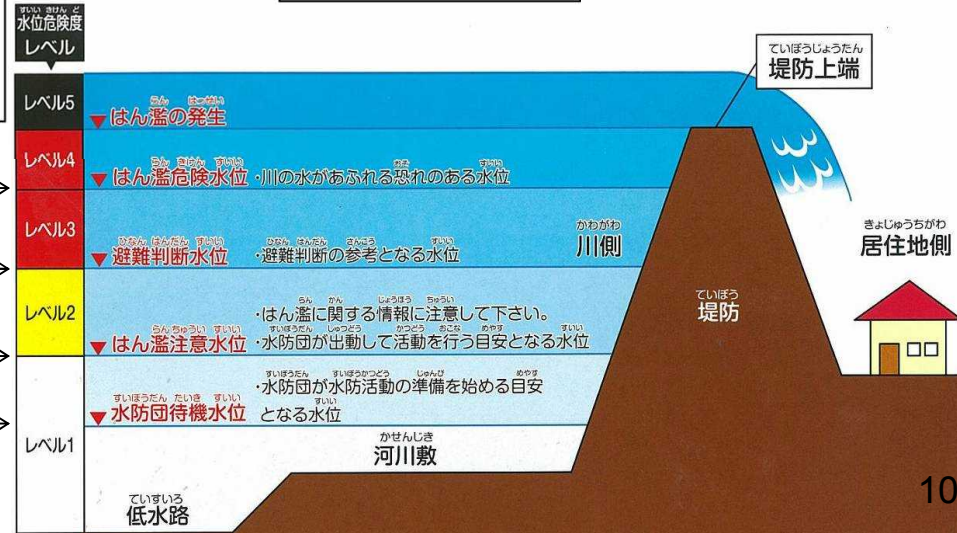 水位危険度
レベル
堤防上端
レベル5
はん濫の発生
レベル4
はん濫危険水位 ・川の水があふれる恐れのある水位
レベル3
避難判断水位 ・避難判断の参考となる水位
川側
居住地側
堤防
レベル2
・はん濫に関する情報に注意して下さい。
はん濫注意水位 ・水防団が出動して活動を行う目安となる水位
・水防団が水防活動の準備を始める目安
水防団待機水位 となる水位
レベル1
河川敷
低水路
10